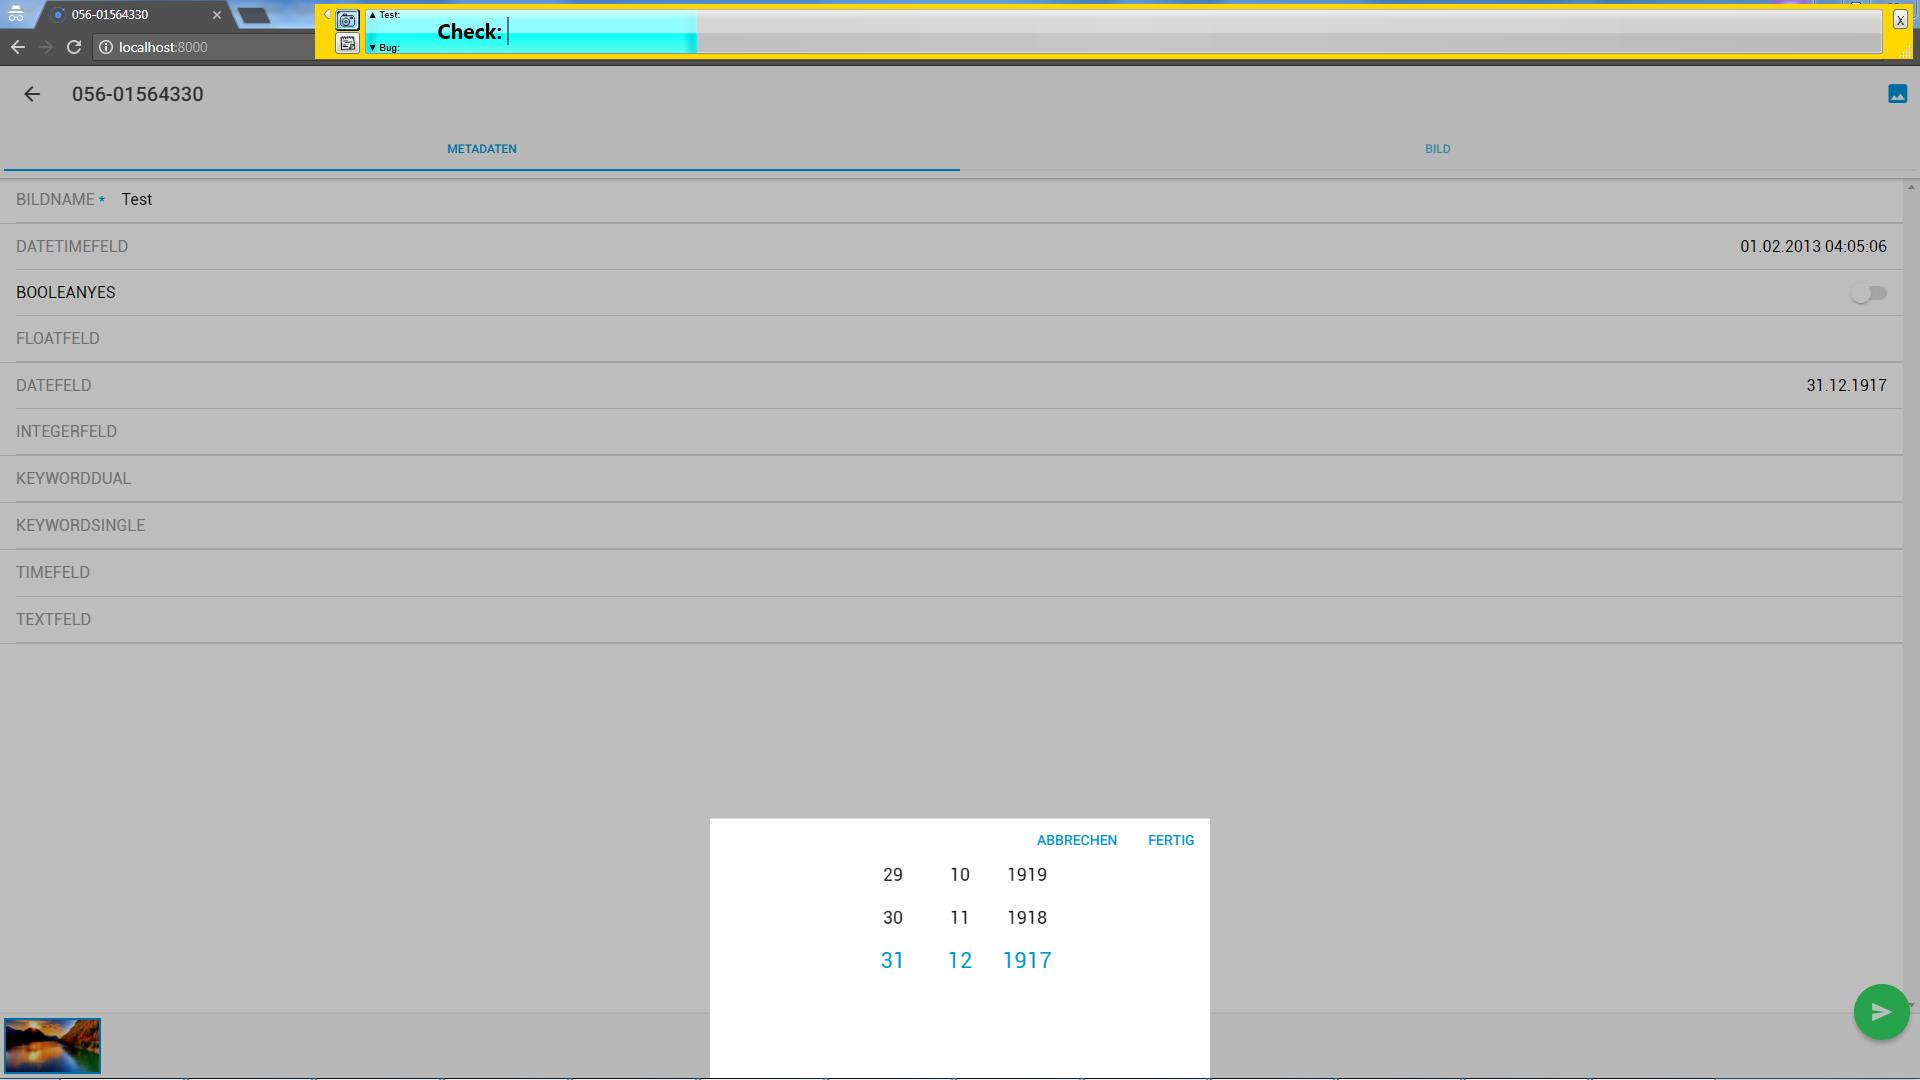 056-01564330
localhost:8000
▲ Test:
Check:
▼ Bug:
X
056-01564330
METADATEN
BILD
BILDNAME * Test
DATETIMEFELD 01.02.2013 04:05:06
BOOLEANYES
FLOATFELD
DATEFELD 31.12.1917
INTEGERFELD
KEYWORDDUAL
KEYWORDSINGLE
TIMEFELD
TEXTFELD
ABBRECHEN FERTIG
29 10 1919
30 11 1918
31 12 1917